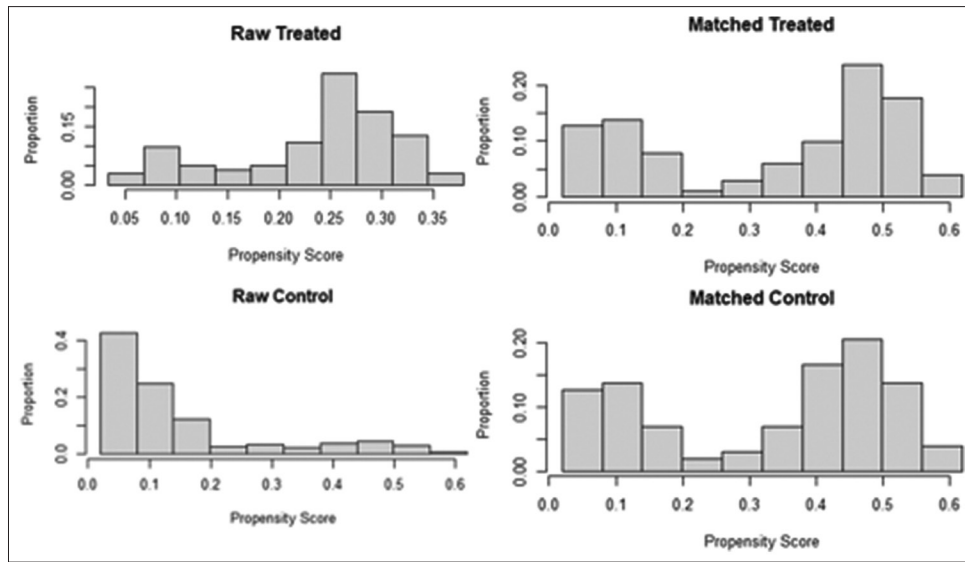 Raw Treated
Proportion
0.15
0.00
0.05 0.10 0.15 0.20 0.25 0.30 0.35
Propensity Score
Matched Treated
Proportion
0.20
0.10
0.00
0.0 0.1 0.2 0.3 0.4 0.5 0.6
Propensity Score
Raw Control
Proportion
0.4
0.2
0.0
0.0 0.1 0.2 0.3 0.4 0.5 0.6
Propensity Score
Matched Control
Proportion
0.20
0.10
0.00
0.0 0.1 0.2 0.3 0.4 0.5 0.6
Propensity Score